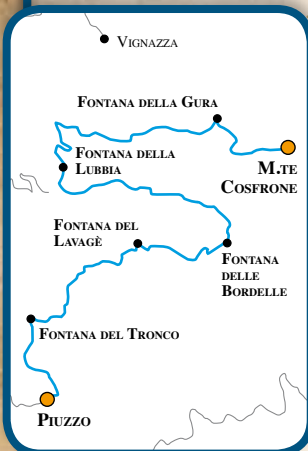 Vignazza
Fontana della Gura
Fontana della
Lubbia
M.te
Cosfrone
Fontana del
Lavagè
Fontana
delle
Bordelle
Fontana del Tronco
Piuzzo